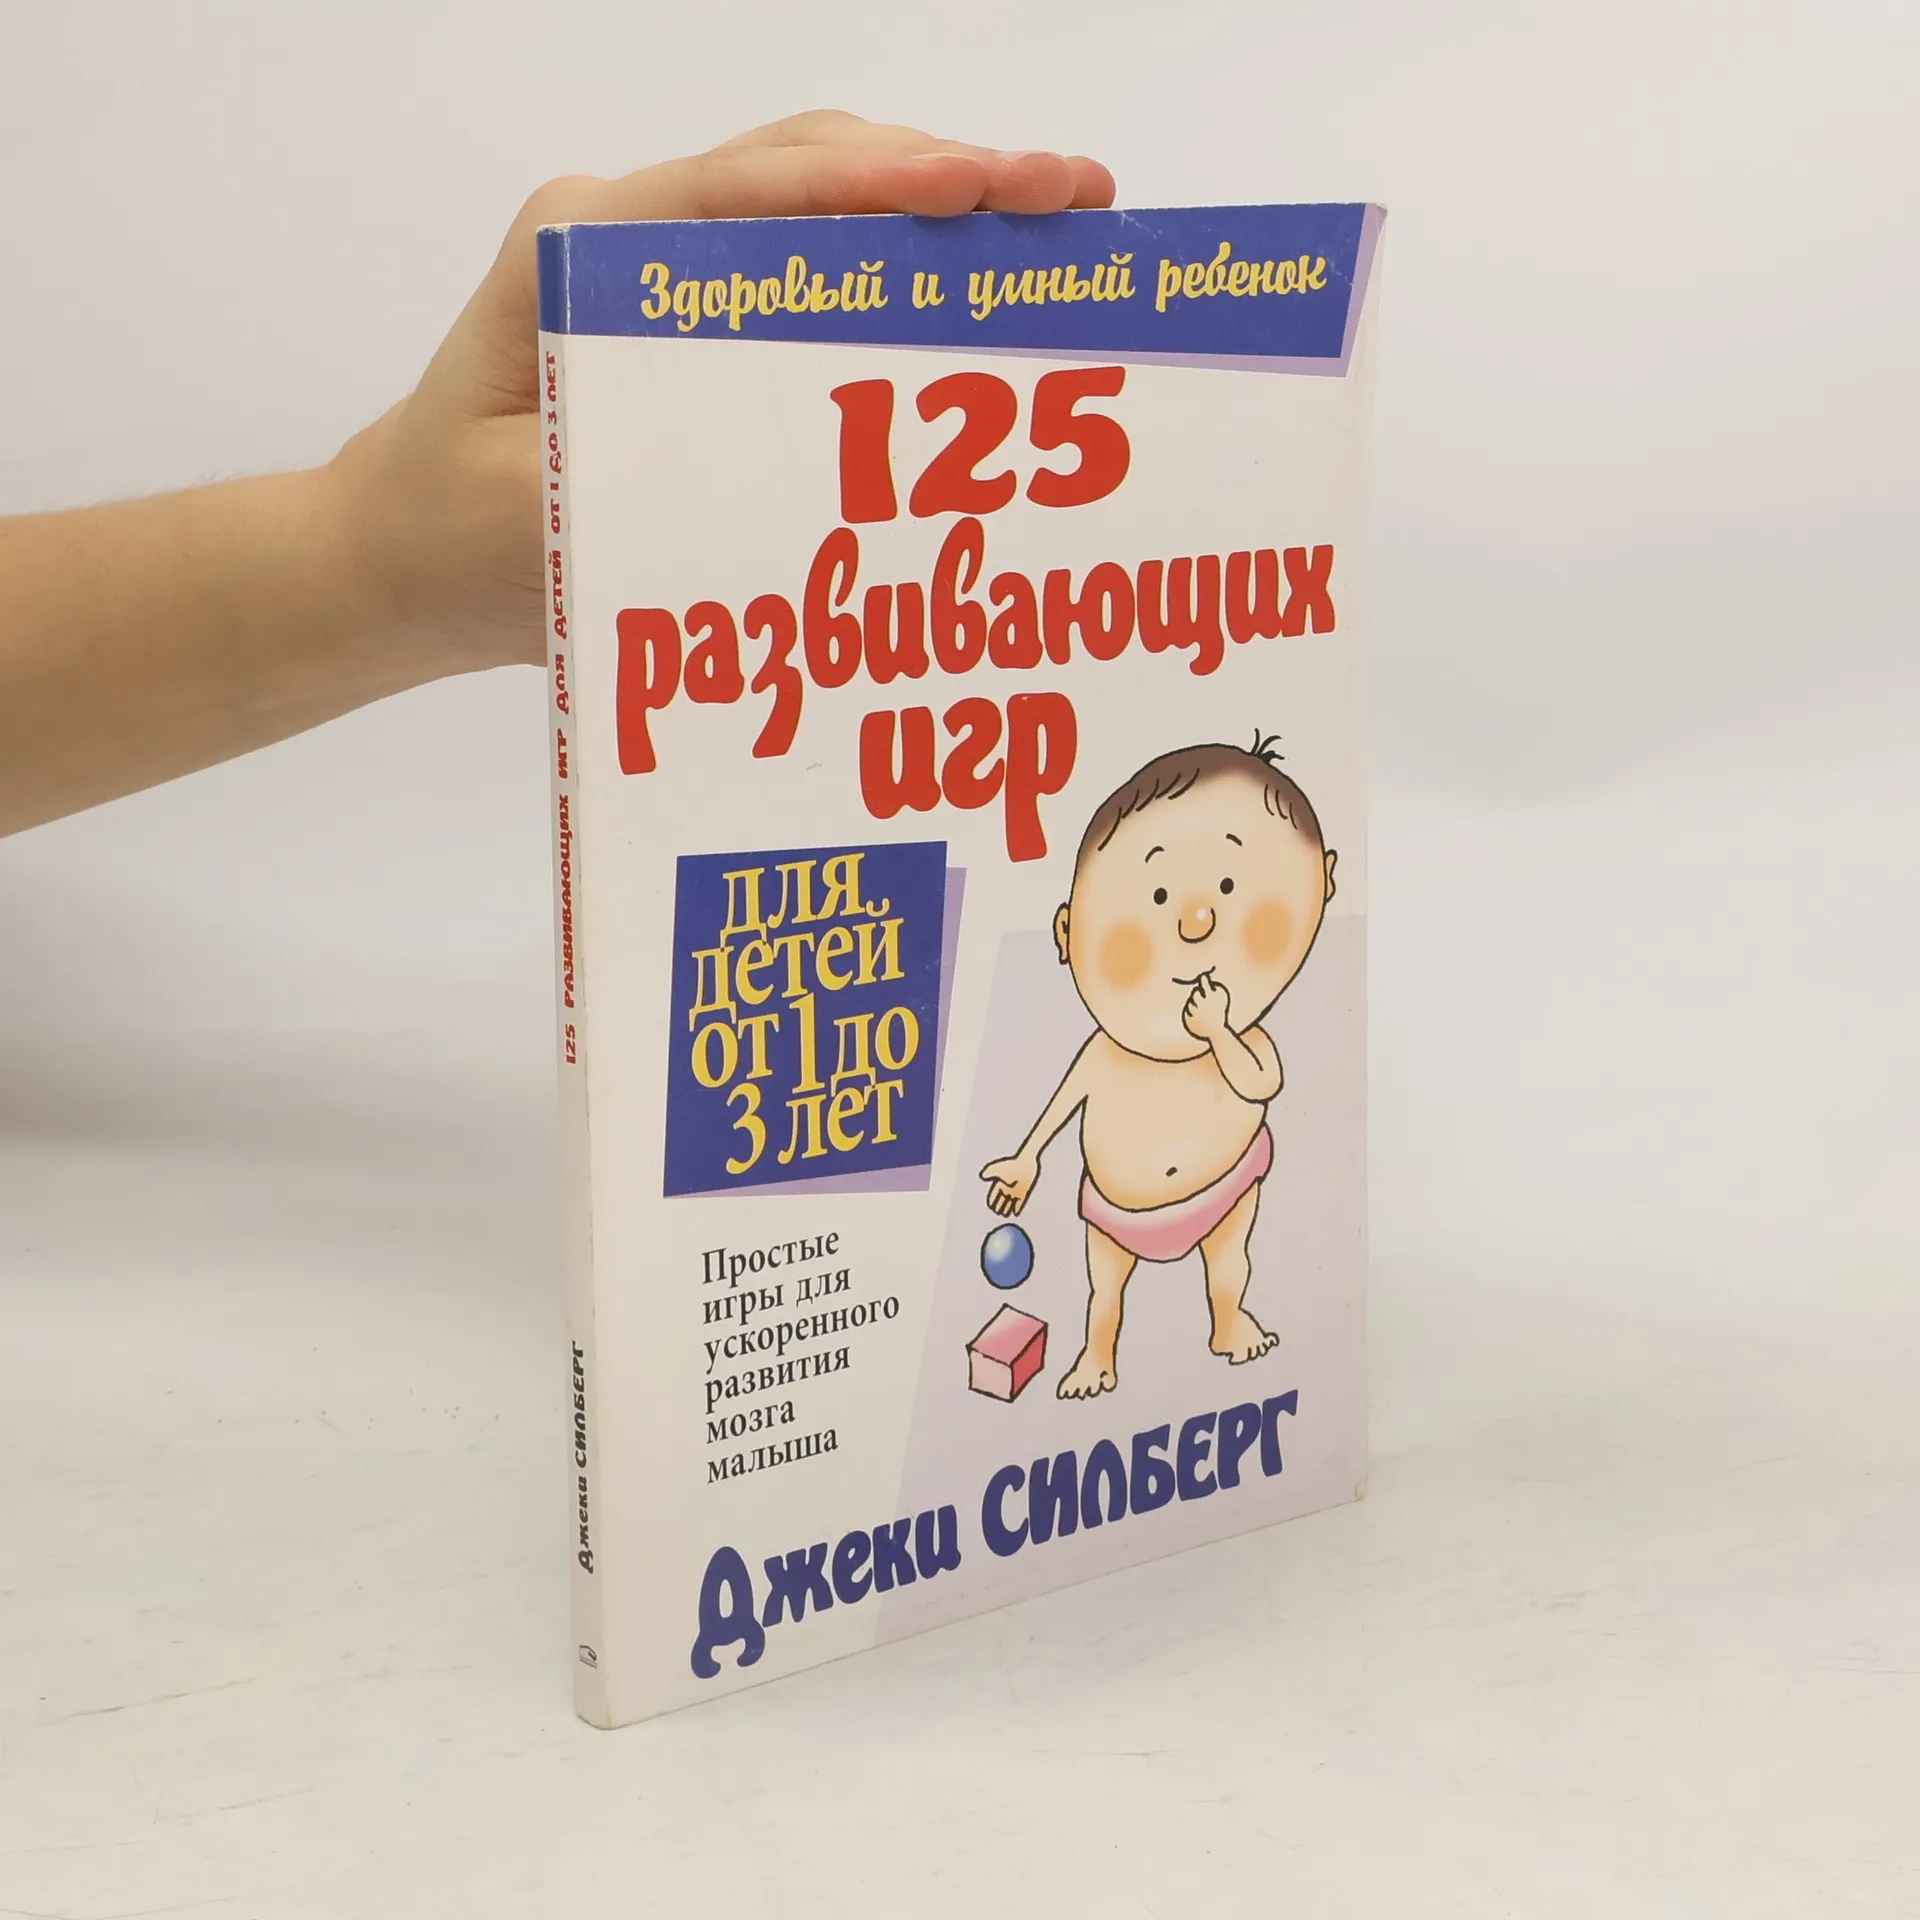 Здоровый и умный ребенок
125
развивающих
игр
для
детей
от 1 до
3 лет
Простые
игры для
ускоренного
развития
мозга
малыша
Джеки СИЛБЕРГ
125 РАЗВИВАЮЩИХ ИГР ДЛЯ ДЕТЕЙ ОТ 1 ДО 3 ЛЕТ
Джеки СИЛБЕРГ